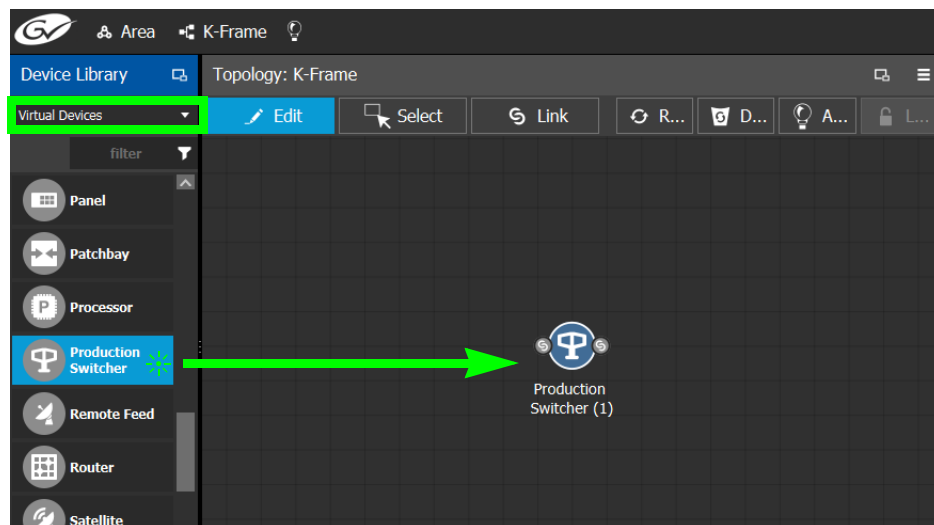 GV Area K-Frame
Device Library
Topology: K-Frame
Virtual Devices
Edit
Select
Link
R...
D...
A...
L...
filter
Panel
Patchbay
P
Processor
Production
Switcher
Remote Feed
Router
Satellite
Production
Switcher (1)